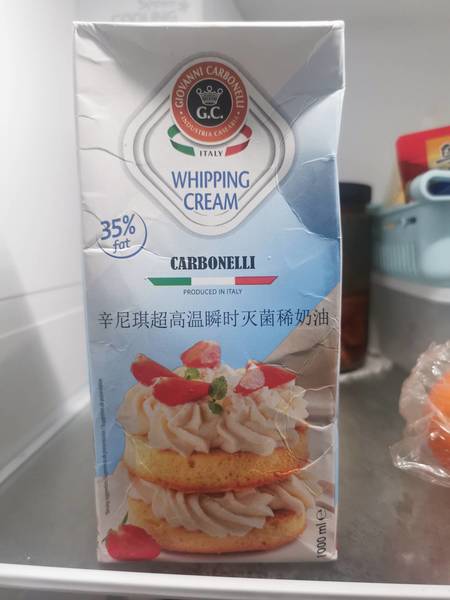 GIOVANNI CARBONELLI
G.C.
INDUSTRIA CASEARIA
ITALY
WHIPPING
CREAM
35%
fat
CARBONELLI
PRODUCED IN ITALY
辛尼琪超高温瞬时灭菌稀奶油
1000 ml e